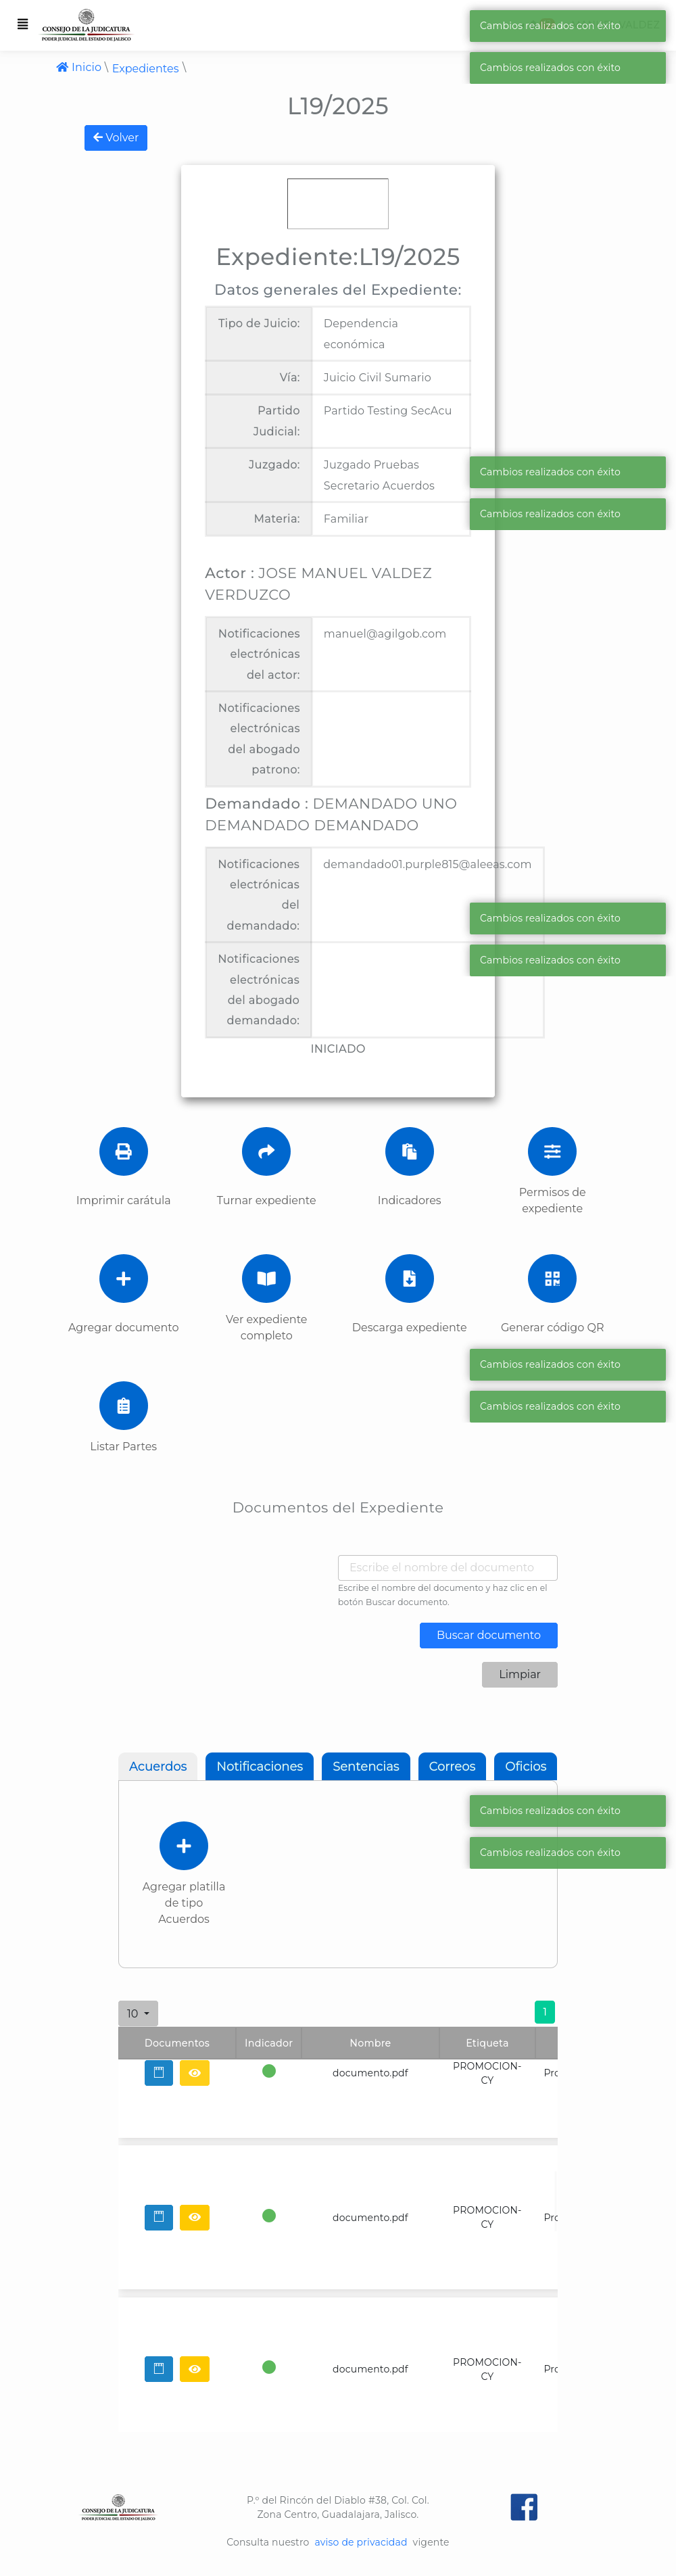 CONSEJO DE LA JUDICATURA
PODER JUDICIAL DEL ESTADO DE JALISCO
Cambios realizados con éxito
Cambios realizados con éxito
Inicio \ Expedientes \
L19/2025
Volver
Expediente:L19/2025
Datos generales del Expediente:
Tipo de Juicio:
Dependencia
económica
Vía:
Juicio Civil Sumario
Partido
Judicial:
Partido Testing SecAcu
Juzgado:
Juzgado Pruebas
Secretario Acuerdos
Cambios realizados con éxito
Materia:
Familiar
Cambios realizados con éxito
Actor : JOSE MANUEL VALDEZ
VERDUZCO
Notificaciones
electrónicas
del actor:
manuel@agilgob.com
Notificaciones
electrónicas
del abogado
patrono:
Demandado : DEMANDADO UNO
DEMANDADO DEMANDADO
Notificaciones
electrónicas
del
demandado:
demandado01.purple815@aleeas.com
Cambios realizados con éxito
Notificaciones
electrónicas
del abogado
demandado:
Cambios realizados con éxito
INICIADO
Imprimir carátula
Turnar expediente
Indicadores
Permisos de
expediente
Agregar documento
Ver expediente
completo
Descarga expediente
Generar código QR
Cambios realizados con éxito
Cambios realizados con éxito
Listar Partes
Documentos del Expediente
Escribe el nombre del documento
Escribe el nombre del documento y haz clic en el
botón Buscar documento.
Buscar documento
Limpiar
Acuerdos
Notificaciones
Sentencias
Correos
Oficios
Cambios realizados con éxito
Cambios realizados con éxito
Agregar platilla
de tipo
Acuerdos
10
1
Documentos
Indicador
Nombre
Etiqueta
documento.pdf
PROMOCION-
CY
Pro
documento.pdf
PROMOCION-
CY
Pro
documento.pdf
PROMOCION-
CY
Pro
CONSEJO DE LA JUDICATURA
PODER JUDICIAL DEL ESTADO DE JALISCO
P.º del Rincón del Diablo #38, Col. Col.
Zona Centro, Guadalajara, Jalisco.
Consulta nuestro aviso de privacidad vigente